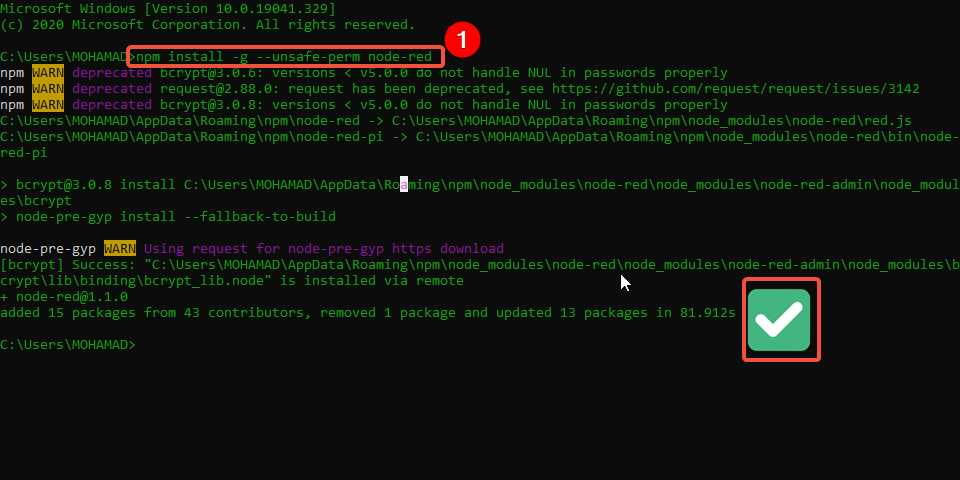 Microsoft Windows [Version 10.0.19041.329]
(c) 2020 Microsoft Corporation. All rights reserved.
C:\Users\MOHAMAD>npm install -g --unsafe-perm node-red
1
npm WARN deprecated bcrypt@3.0.6: versions < v5.0.0 do not handle NUL in passwords properly
npm WARN deprecated request@2.88.0: request has been deprecated, see https://github.com/request/request/issues/3142
npm WARN deprecated bcrypt@3.0.8: versions < v5.0.0 do not handle NUL in passwords properly
C:\Users\MOHAMAD\AppData\Roaming\npm\node-red -> C:\Users\MOHAMAD\AppData\Roaming\npm\node_modules\node-red\red.js
C:\Users\MOHAMAD\AppData\Roaming\npm\node-red-pi -> C:\Users\MOHAMAD\AppData\Roaming\npm\node_modules\node-red\bin\node-
red-pi
> bcrypt@3.0.8 install C:\Users\MOHAMAD\AppData\Roaming\npm\node_modules\node-red\node_modules\node-red-admin\node_modul
es\bcrypt
> node-pre-gyp install --fallback-to-build
node-pre-gyp WARN Using request for node-pre-gyp https download
[bcrypt] Success: "C:\Users\MOHAMAD\AppData\Roaming\npm\node_modules\node-red\node_modules\node-red-admin\node_modules\b
crypt\lib\binding\bcrypt_lib.node" is installed via remote
+ node-red@1.1.0
added 15 packages from 43 contributors, removed 1 package and updated 13 packages in 81.912s
C:\Users\MOHAMAD>